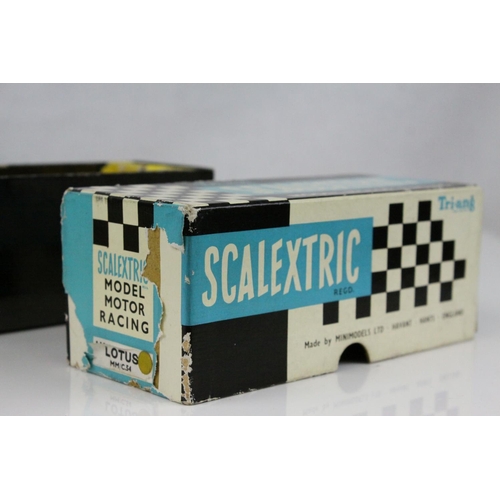 SCALEXTRIC
MODEL
MOTOR
RACING
LOTUS
MM/C.54
SCALEXTRIC
REGD.
Tri-ang
Made by MINIMODELS LTD · HAVANT · HANTS · ENGLAND